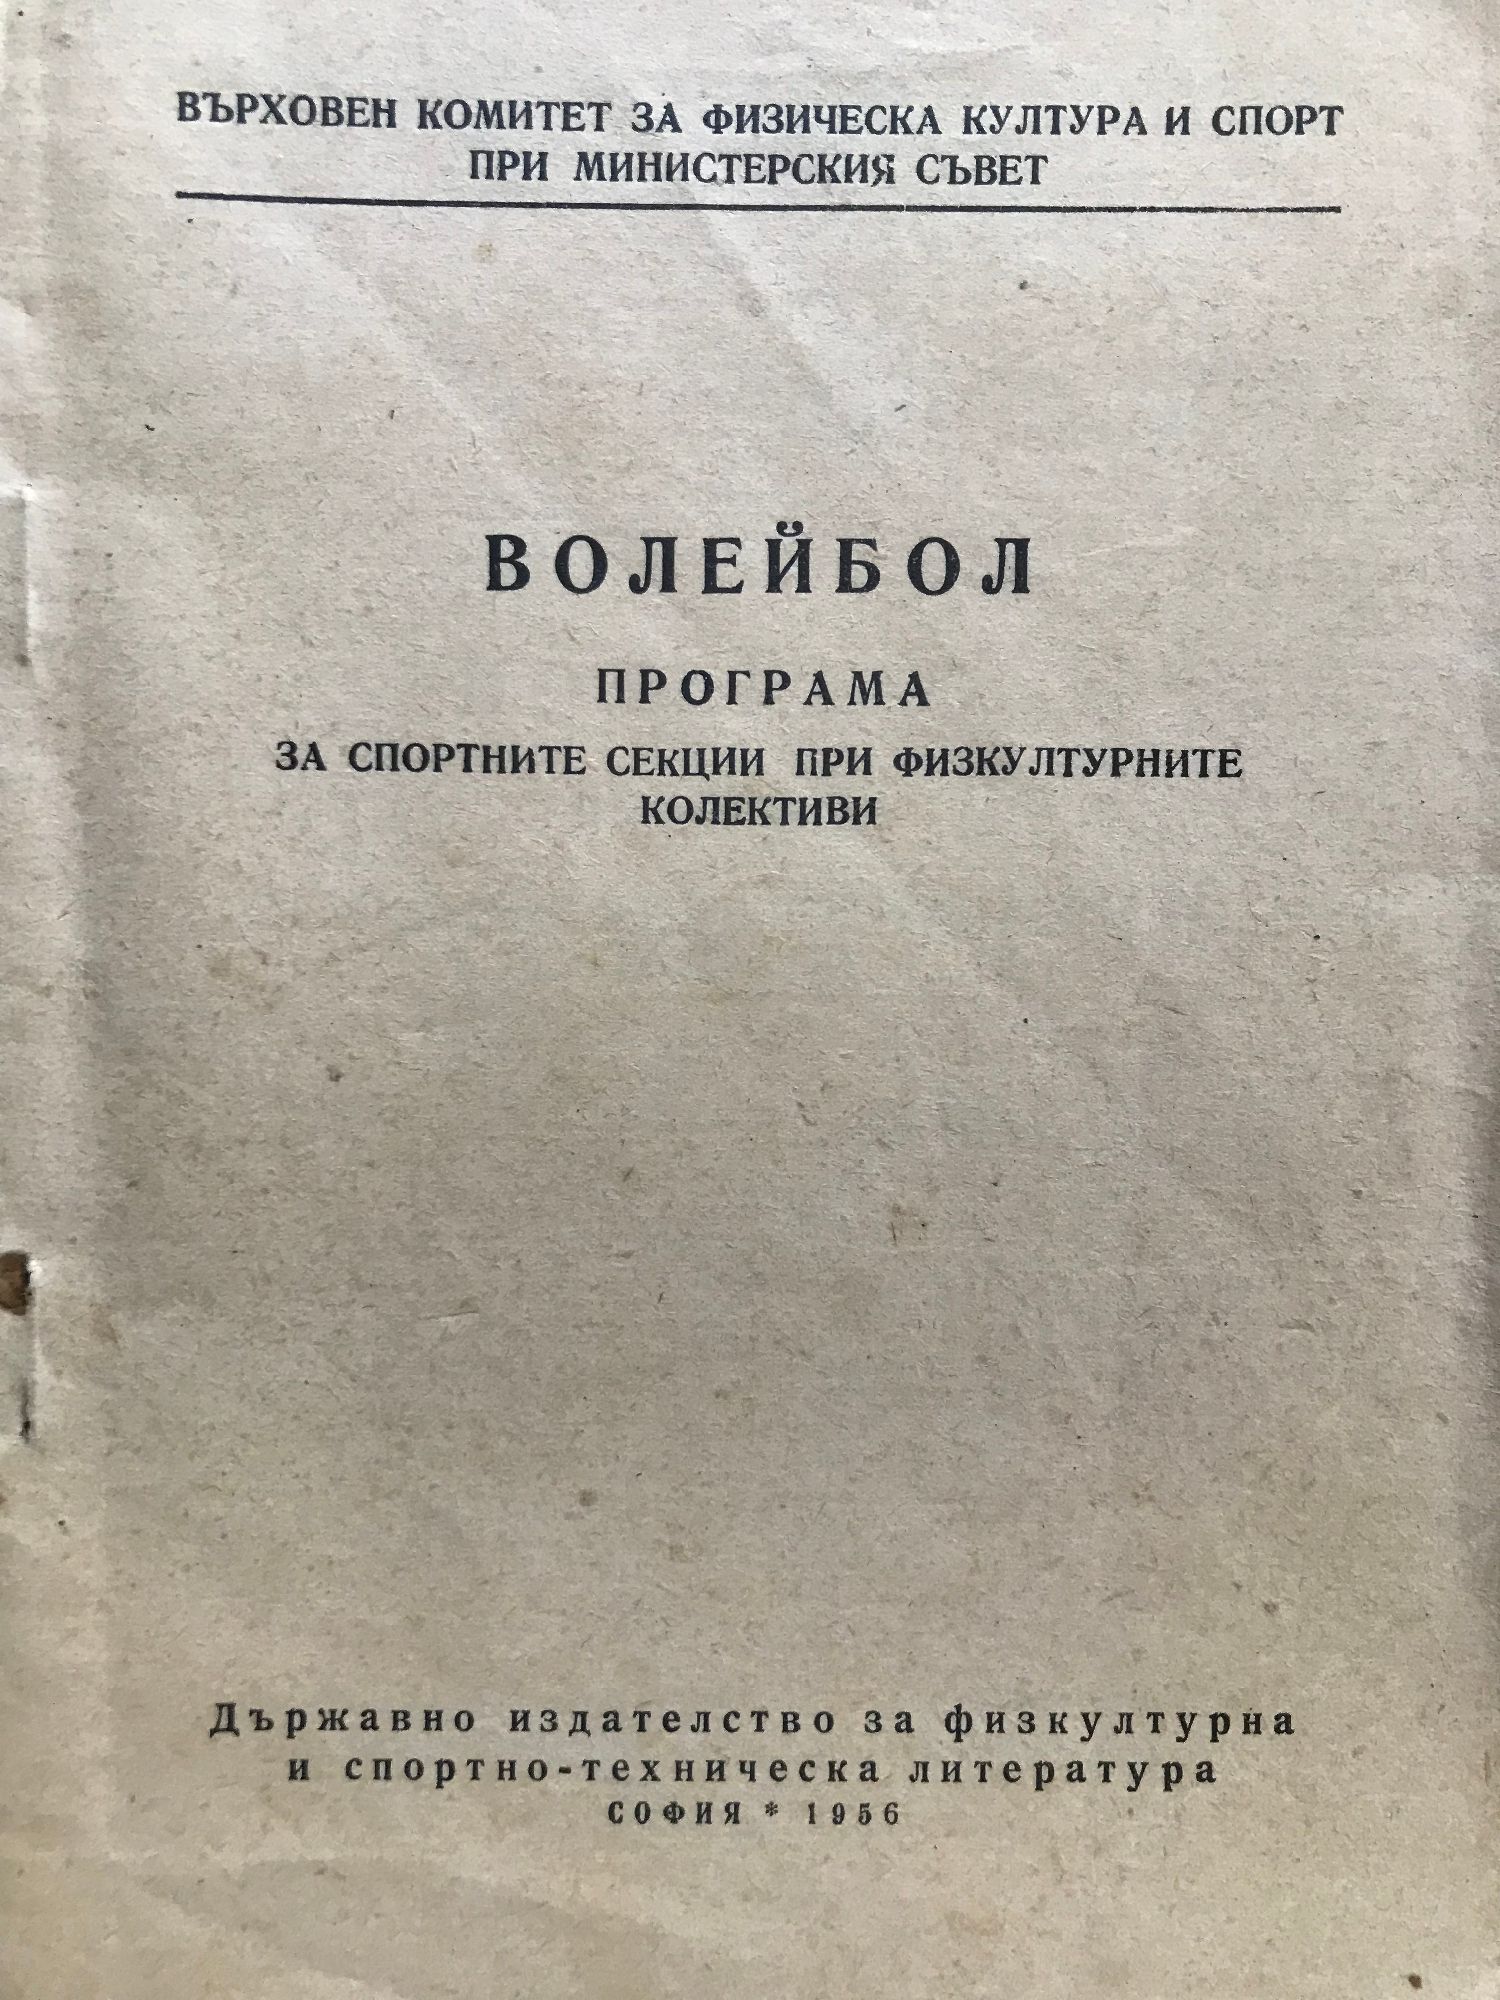 ВЪРХОВЕН КОМИТЕТ ЗА ФИЗИЧЕСКА КУЛТУРА И СПОРТ
ПРИ МИНИСТЕРСКИЯ СЪВЕТ
ВОЛЕЙБОЛ
ПРОГРАМА
ЗА СПОРТНИТЕ СЕКЦИИ ПРИ ФИЗКУЛТУРНИТЕ
КОЛЕКТИВИ
Държавно издателство за физкултурна
и спортно-техническа литература
СОФИЯ * 1956